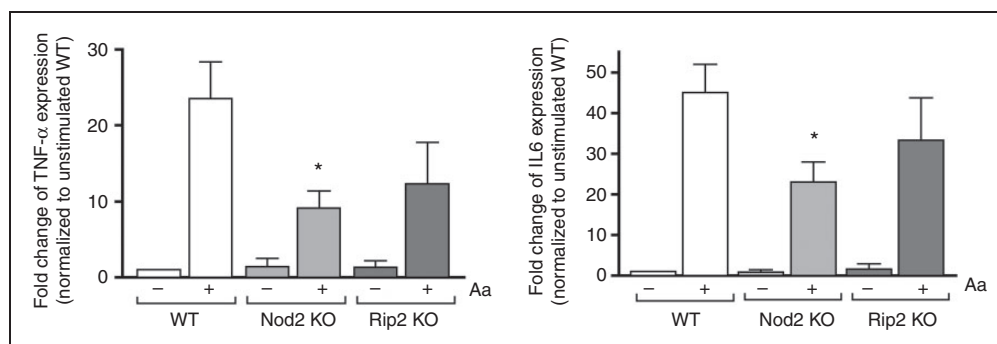 Fold change of TNF-α expression
(normalized to unstimulated WT)
30
20
10
0
*
− + − + − + Aa
WT Nod2 KO Rip2 KO
Fold change of IL6 expression
(normalized to unstimulated WT)
50
40
30
20
10
0
*
− + − + − + Aa
WT Nod2 KO Rip2 KO